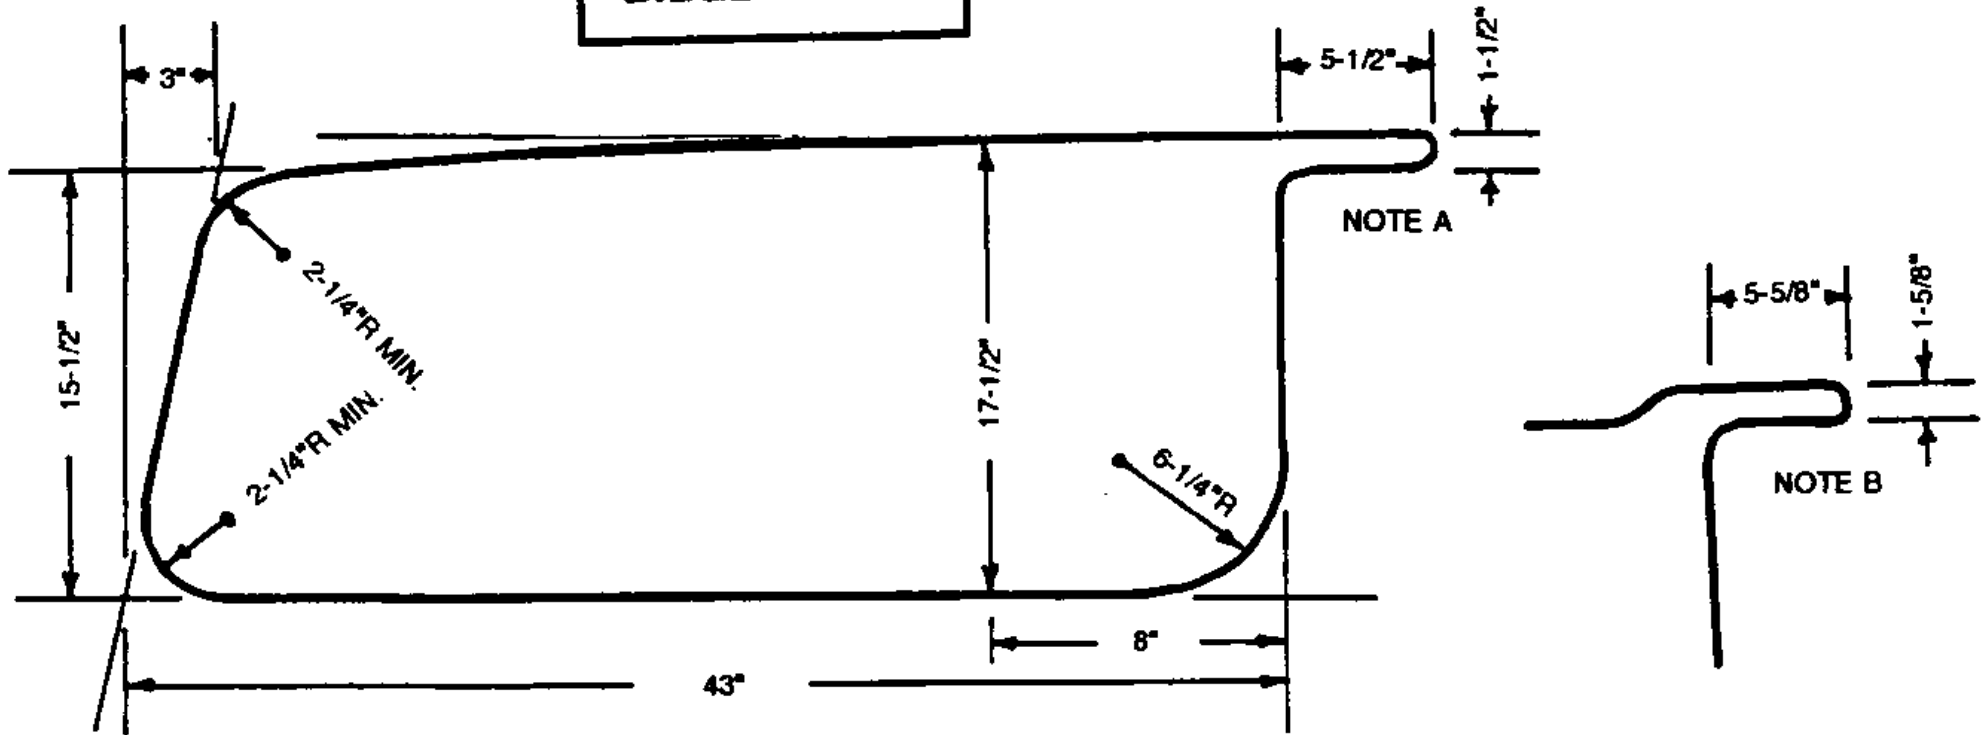 3"
5-1/2"
1-1/2"
NOTE A
2-1/4"R MIN.
15-1/2"
2-1/4"R MIN.
17-1/2"
6-1/4"R
5-5/8"
1-5/8"
NOTE B
8"
43"